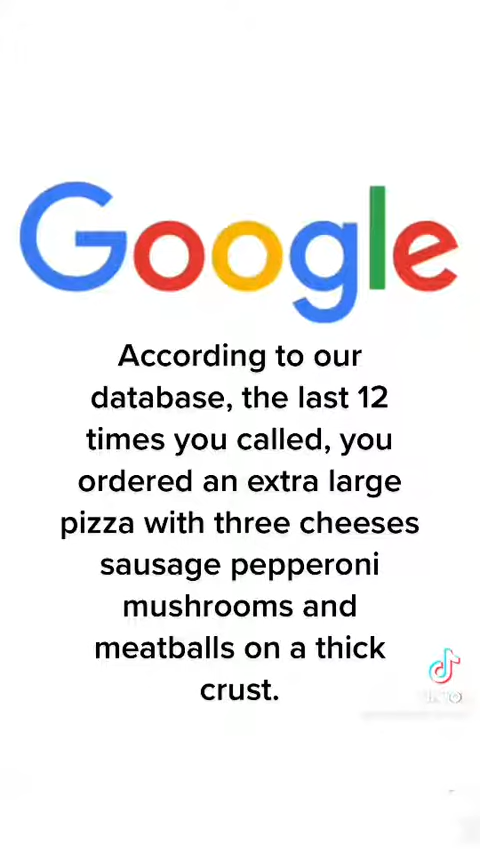 Google
According to our
database, the last 12
times you called, you
ordered an extra large
pizza with three cheeses
sausage pepperoni
mushrooms and
meatballs on a thick
crust.